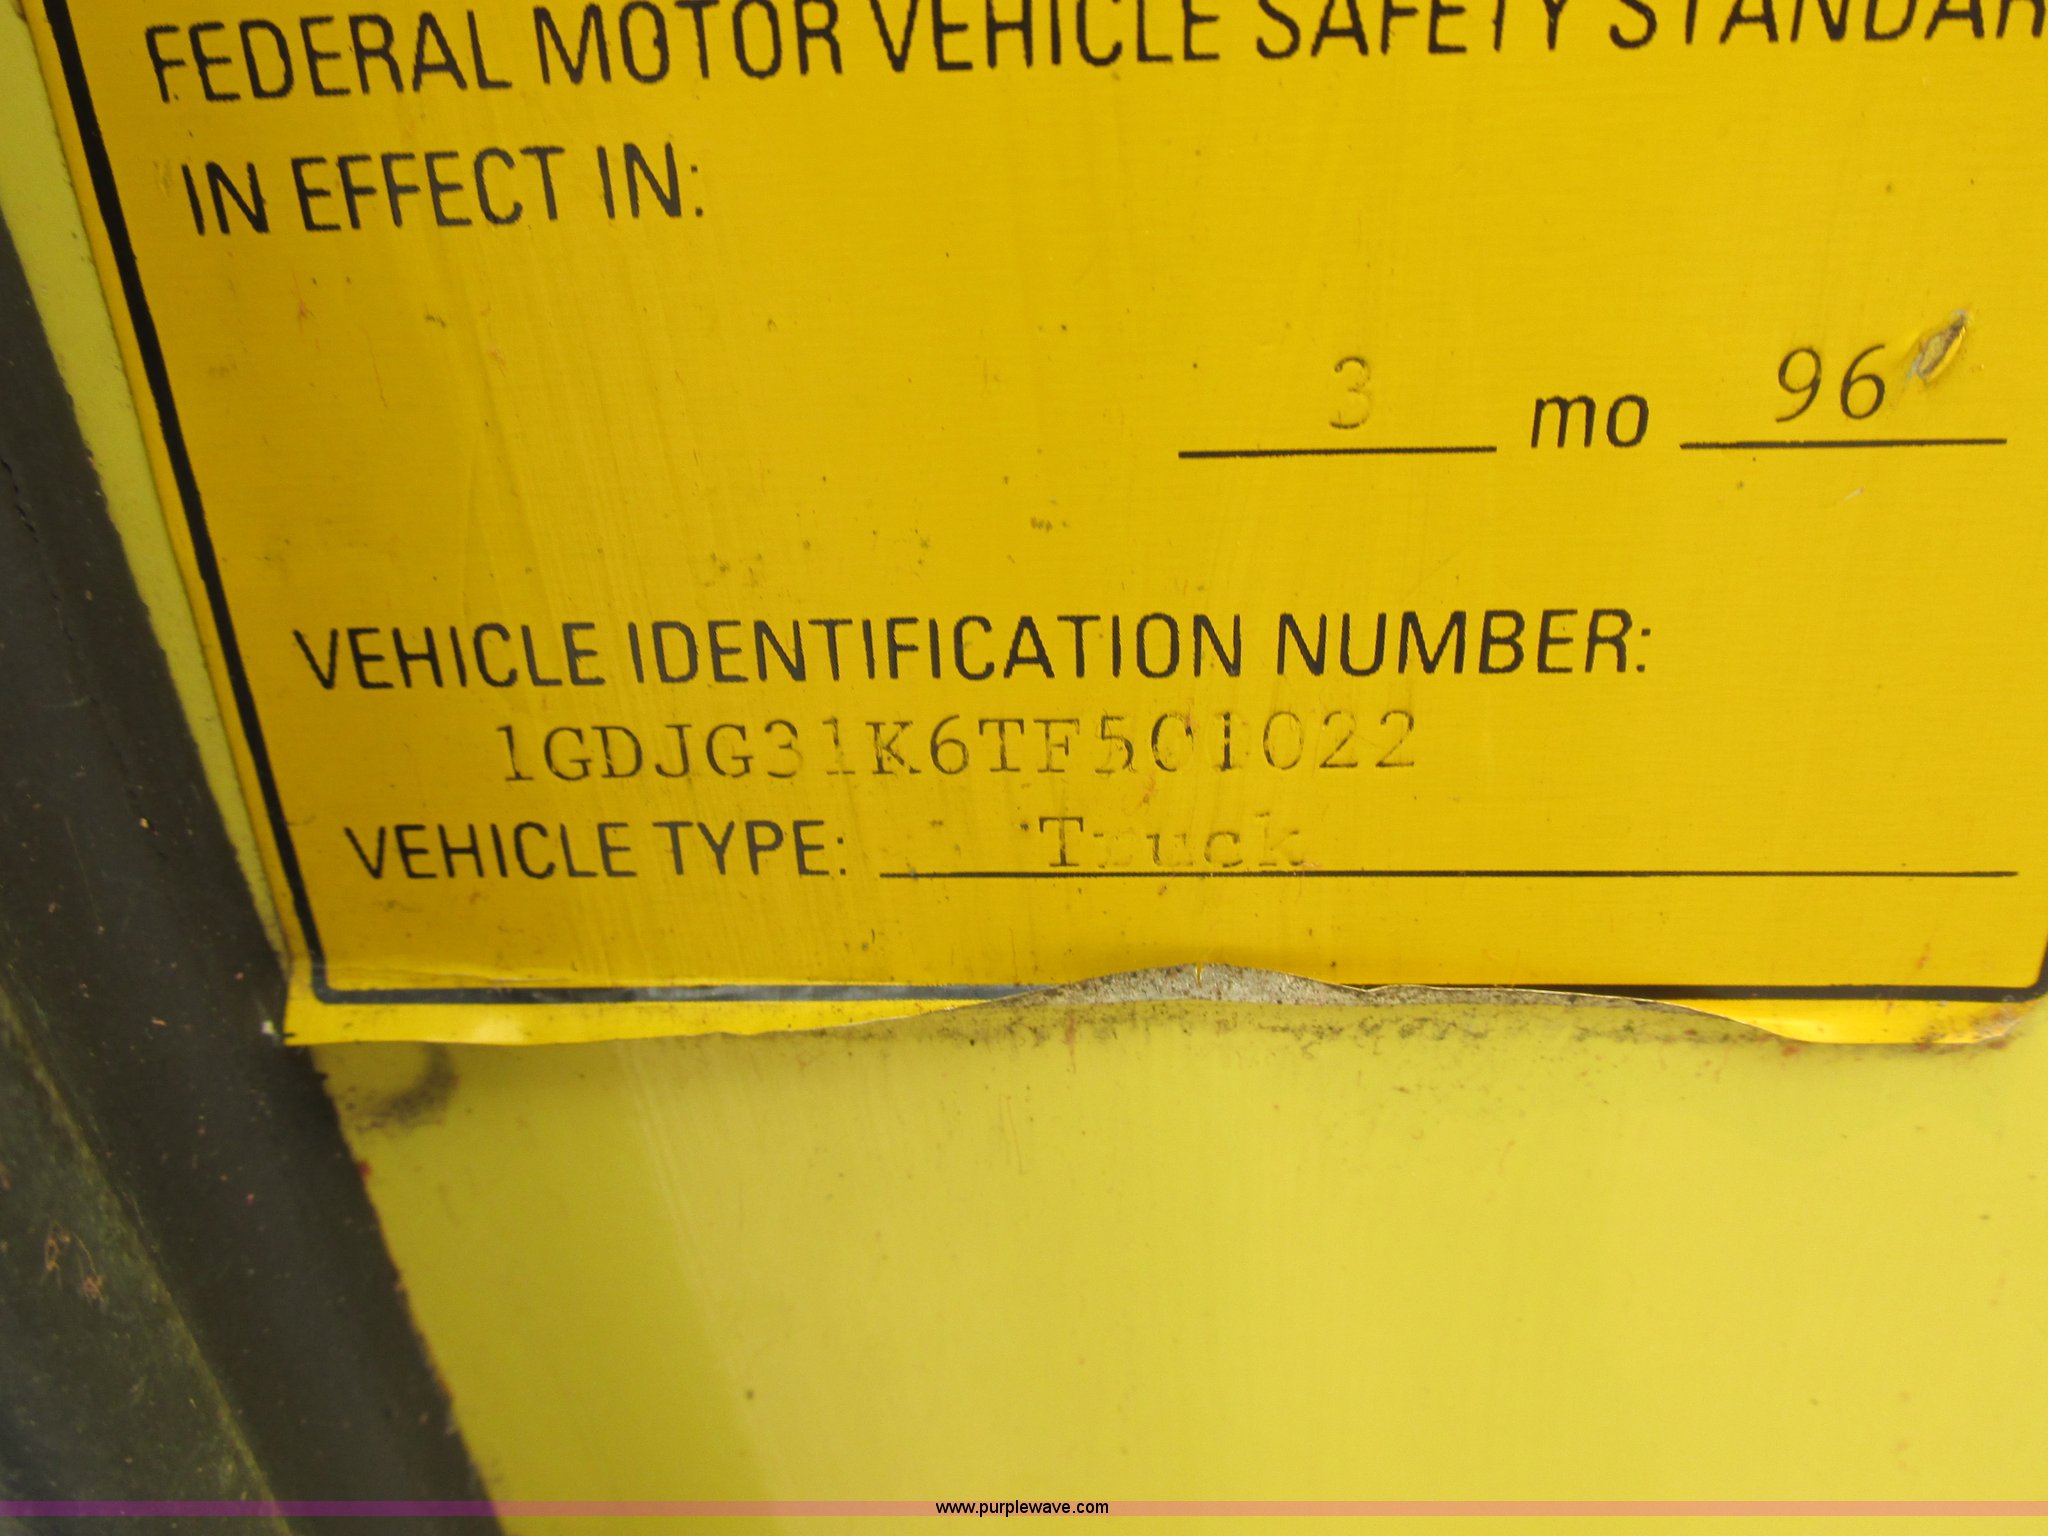 FEDERAL MOTOR VEHICLE SAFETY STANDAR
IN EFFECT IN:
3 mo 96
VEHICLE IDENTIFICATION NUMBER:
1GDJG31K6TF501022
VEHICLE TYPE: Truck
www.purplewave.com